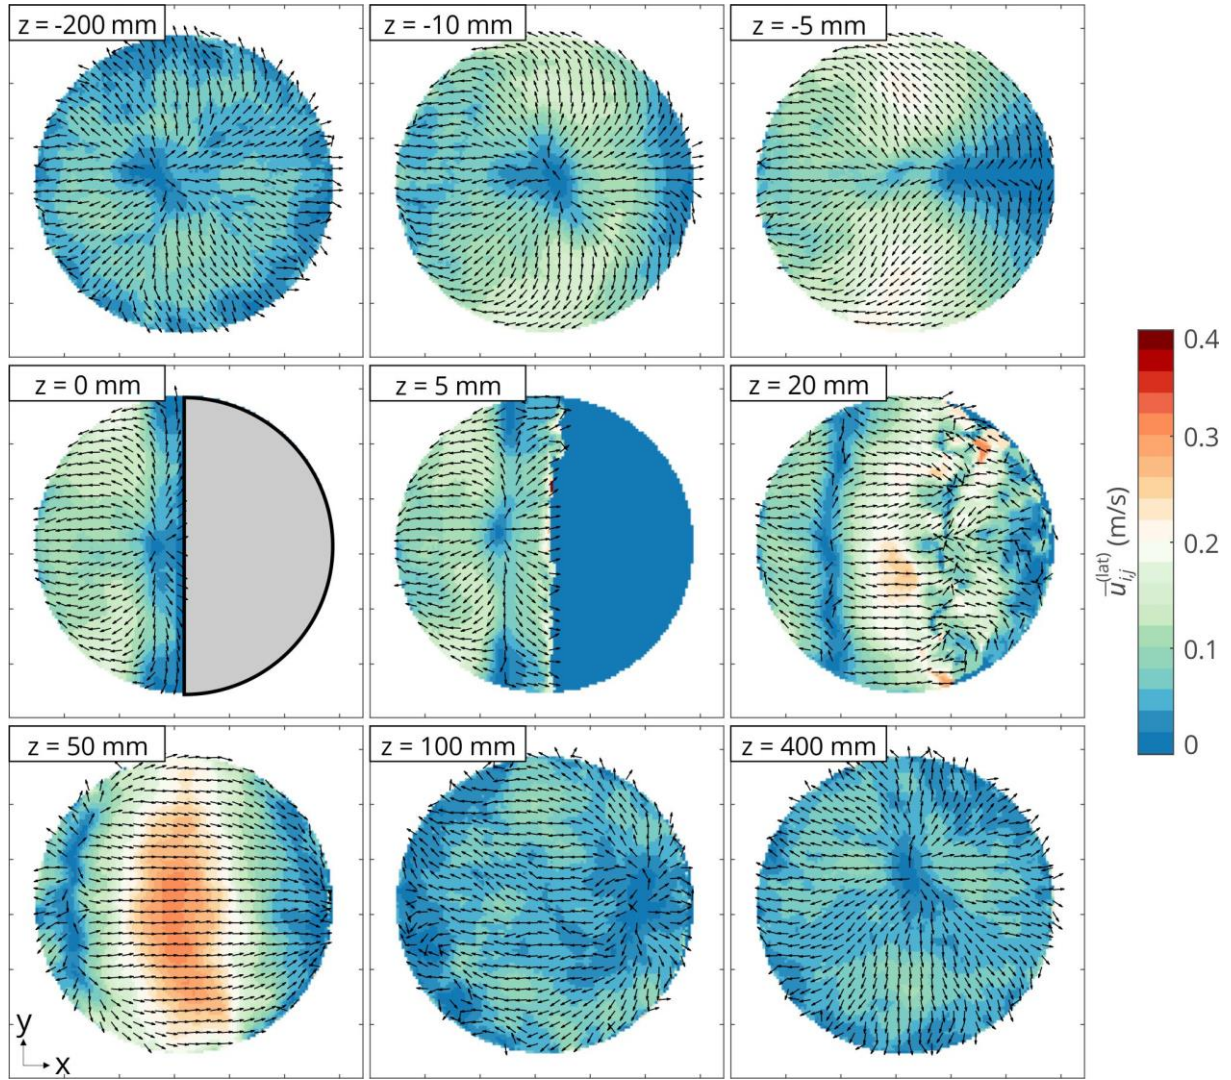 z = -200 mm
z = -10 mm
z = -5 mm
z = 0 mm
z = 5 mm
z = 20 mm
0.4
0.3
0.2
0.1
0
u̅ᵢ,ⱼ^(lat) (m/s)
z = 50 mm
z = 100 mm
z = 400 mm
y
x